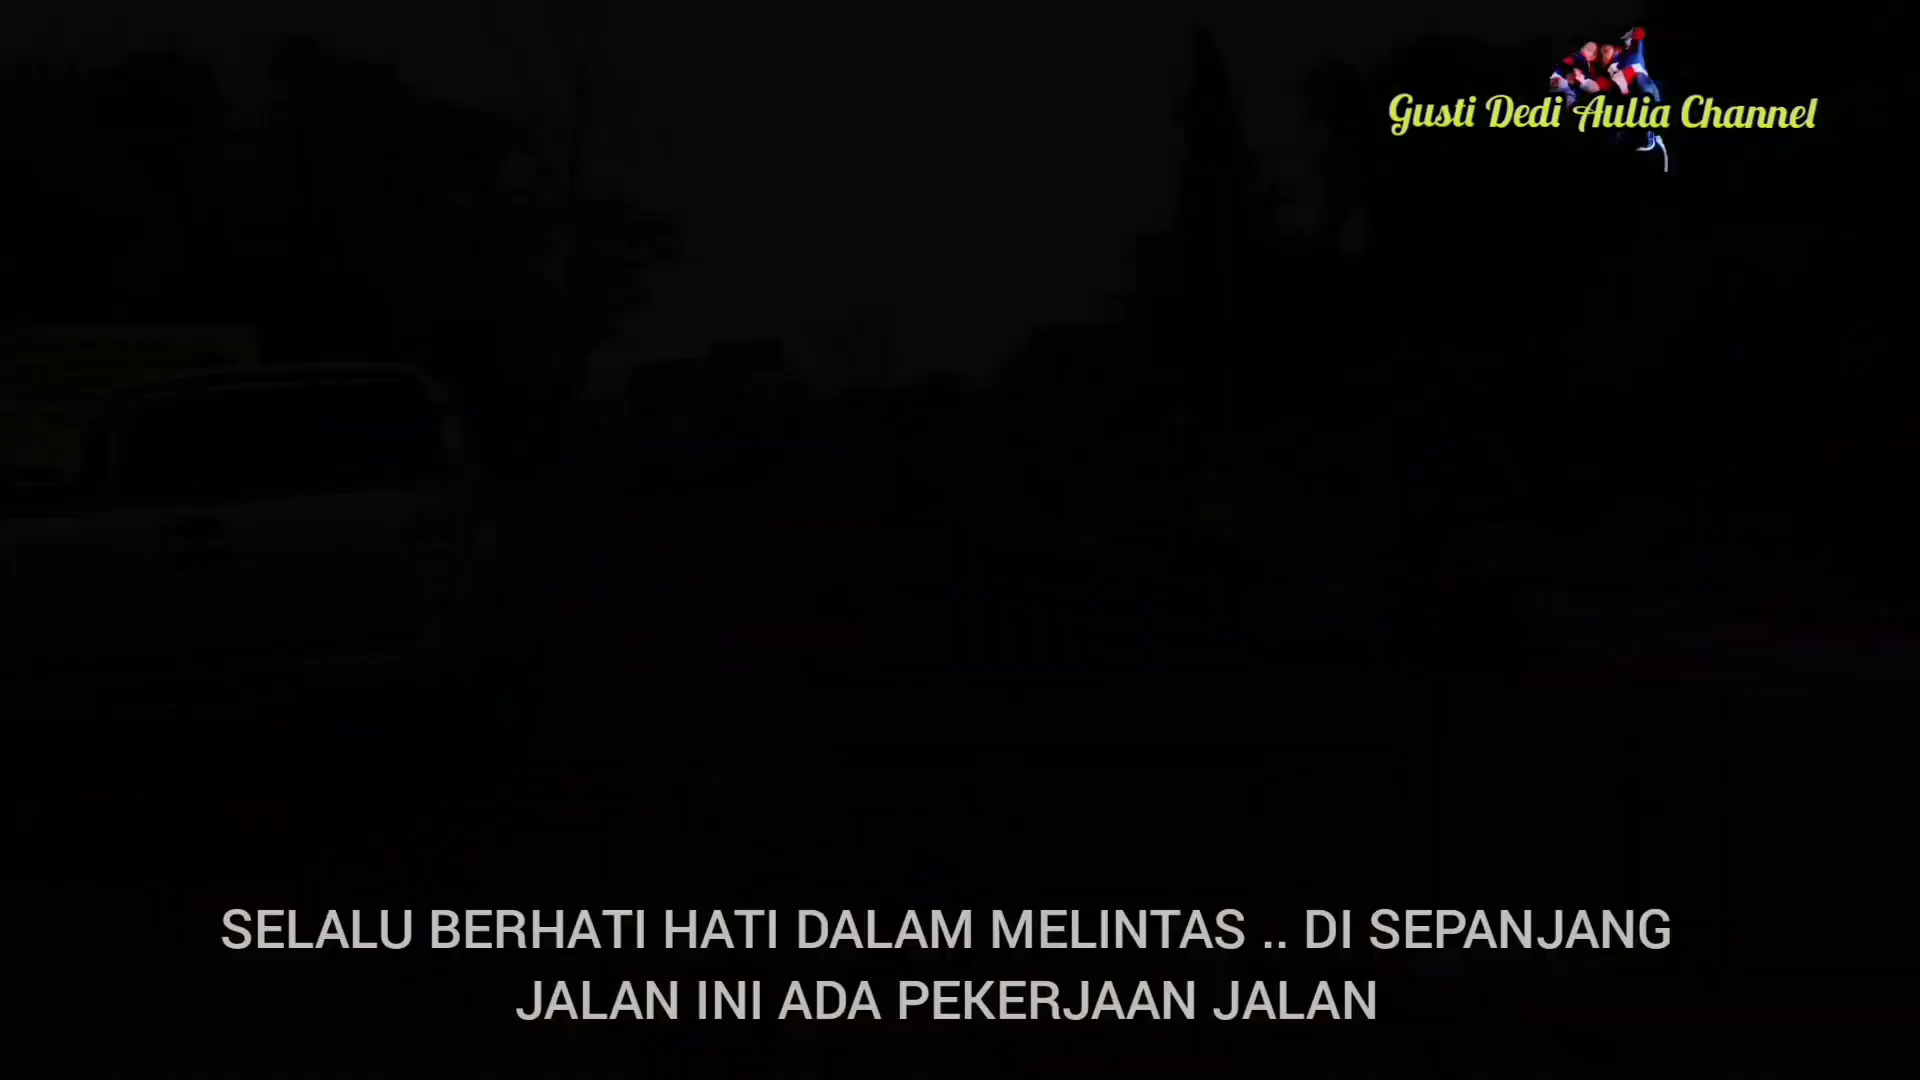 Gusti Dedi Aulia Channel
SELALU BERHATI HATI DALAM MELINTAS .. DI SEPANJANG
JALAN INI ADA PEKERJAAN JALAN